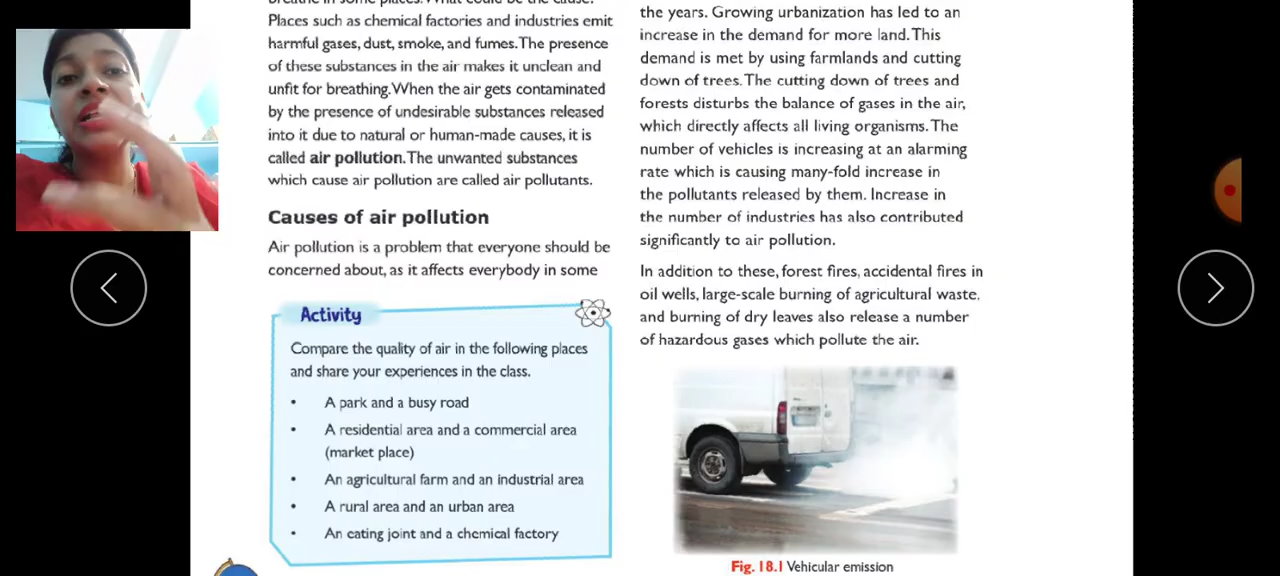 Places such as chemical factories and industries emit
harmful gases, dust, smoke, and fumes. The presence
of these substances in the air makes it unclean and
unfit for breathing. When the air gets contaminated
by the presence of undesirable substances released
into it due to natural or human-made causes, it is
called air pollution. The unwanted substances
which cause air pollution are called air pollutants.
Causes of air pollution
Air pollution is a problem that everyone should be
concerned about, as it affects everybody in some
Activity
Compare the quality of air in the following places
and share your experiences in the class.
• A park and a busy road
• A residential area and a commercial area
(market place)
• An agricultural farm and an industrial area
• A rural area and an urban area
• An eating joint and a chemical factory
the years. Growing urbanization has led to an
increase in the demand for more land. This
demand is met by using farmlands and cutting
down of trees. The cutting down of trees and
forests disturbs the balance of gases in the air,
which directly affects all living organisms. The
number of vehicles is increasing at an alarming
rate which is causing many-fold increase in
the pollutants released by them. Increase in
the number of industries has also contributed
significantly to air pollution.
In addition to these, forest fires, accidental fires in
oil wells, large-scale burning of agricultural waste,
and burning of dry leaves also release a number
of hazardous gases which pollute the air.
Fig. 18.1 Vehicular emission